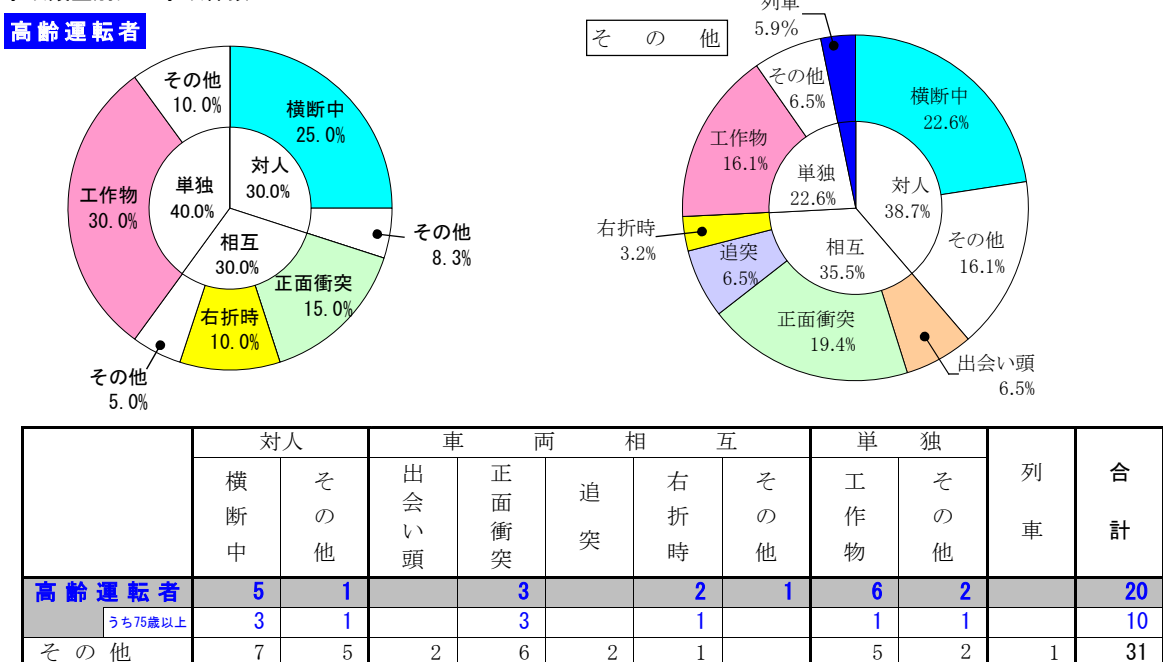 高齢運転者
その他
10.0%
横断中
25.0%
対人
30.0%
単独
40.0%
工作物
30.0%
相互
30.0%
その他
8.3%
正面衝突
15.0%
右折時
10.0%
その他
5.0%
その他
列車
5.9%
その他
6.5%
横断中
22.6%
工作物
16.1%
単独
22.6%
対人
38.7%
右折時
3.2%
追突
6.5%
相互
35.5%
その他
16.1%
正面衝突
19.4%
出会い頭
6.5%
対人 車両相互 単独 列車 合計
横断中 その他 出会い頭 正面衝突 追突 右折時 その他 工作物 その他
高齢運転者 5 1 3 2 1 6 2 20
うち75歳以上 3 1 3 1 1 1 10
その他 7 5 2 6 2 1 5 2 1 31